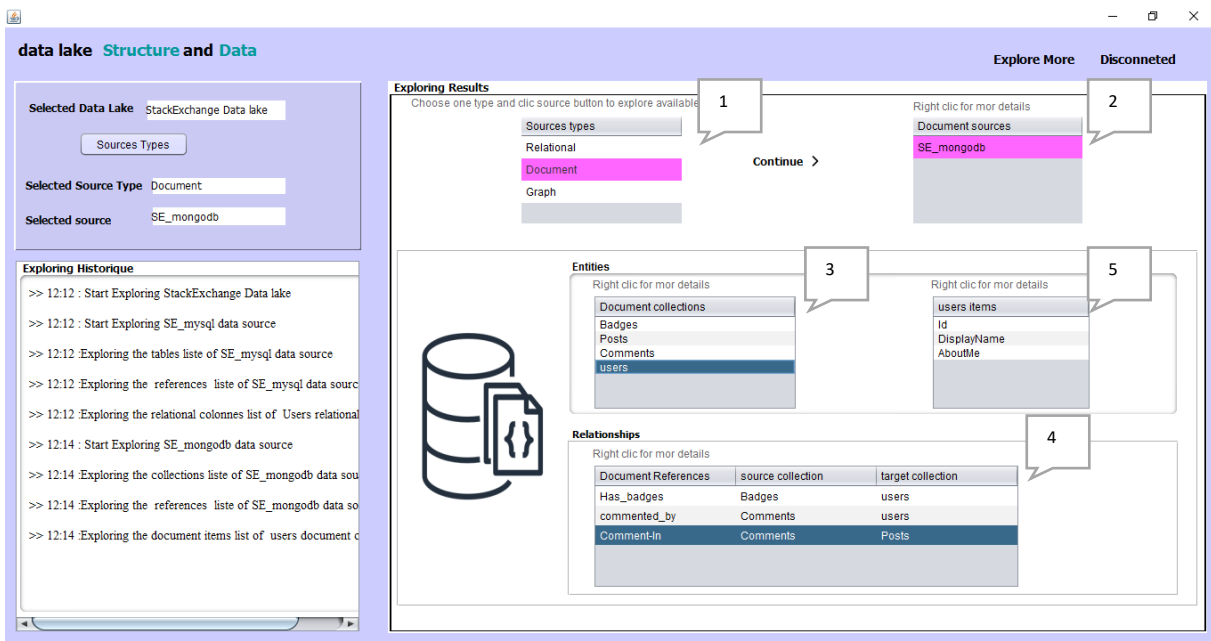 data lake Structure and Data
Explore More Disconneted
Selected Data Lake StackExchange Data lake
Sources Types
Selected Source Type Document
Selected source SE_mongodb
Exploring Historique
>> 12:12 : Start Exploring StackExchange Data lake
>> 12:12 : Start Exploring SE_mysql data source
>> 12:12 :Exploring the tables liste of SE_mysql data source
>> 12:12 :Exploring the references liste of SE_mysql data sourc
>> 12:12 :Exploring the relational colonnes list of Users relational
>> 12:14 : Start Exploring SE_mongodb data source
>> 12:14 :Exploring the collections liste of SE_mongodb data sou
>> 12:14 :Exploring the references liste of SE_mongodb data so
>> 12:14 :Exploring the document items list of users document c
Exploring Results
Choose one type and clic source button to explore available
1
Sources types
Relational
Document
Graph
Continue >
Right clic for mor details
2
Document sources
SE_mongodb
Entities
Right clic for mor details
3
Document collections
Badges
Posts
Comments
users
Right clic for mor details
5
users items
Id
DisplayName
AboutMe
Relationships
Right clic for mor details
4
Document References source collection target collection
Has_badges Badges users
commented_by Comments users
Comment-In Comments Posts